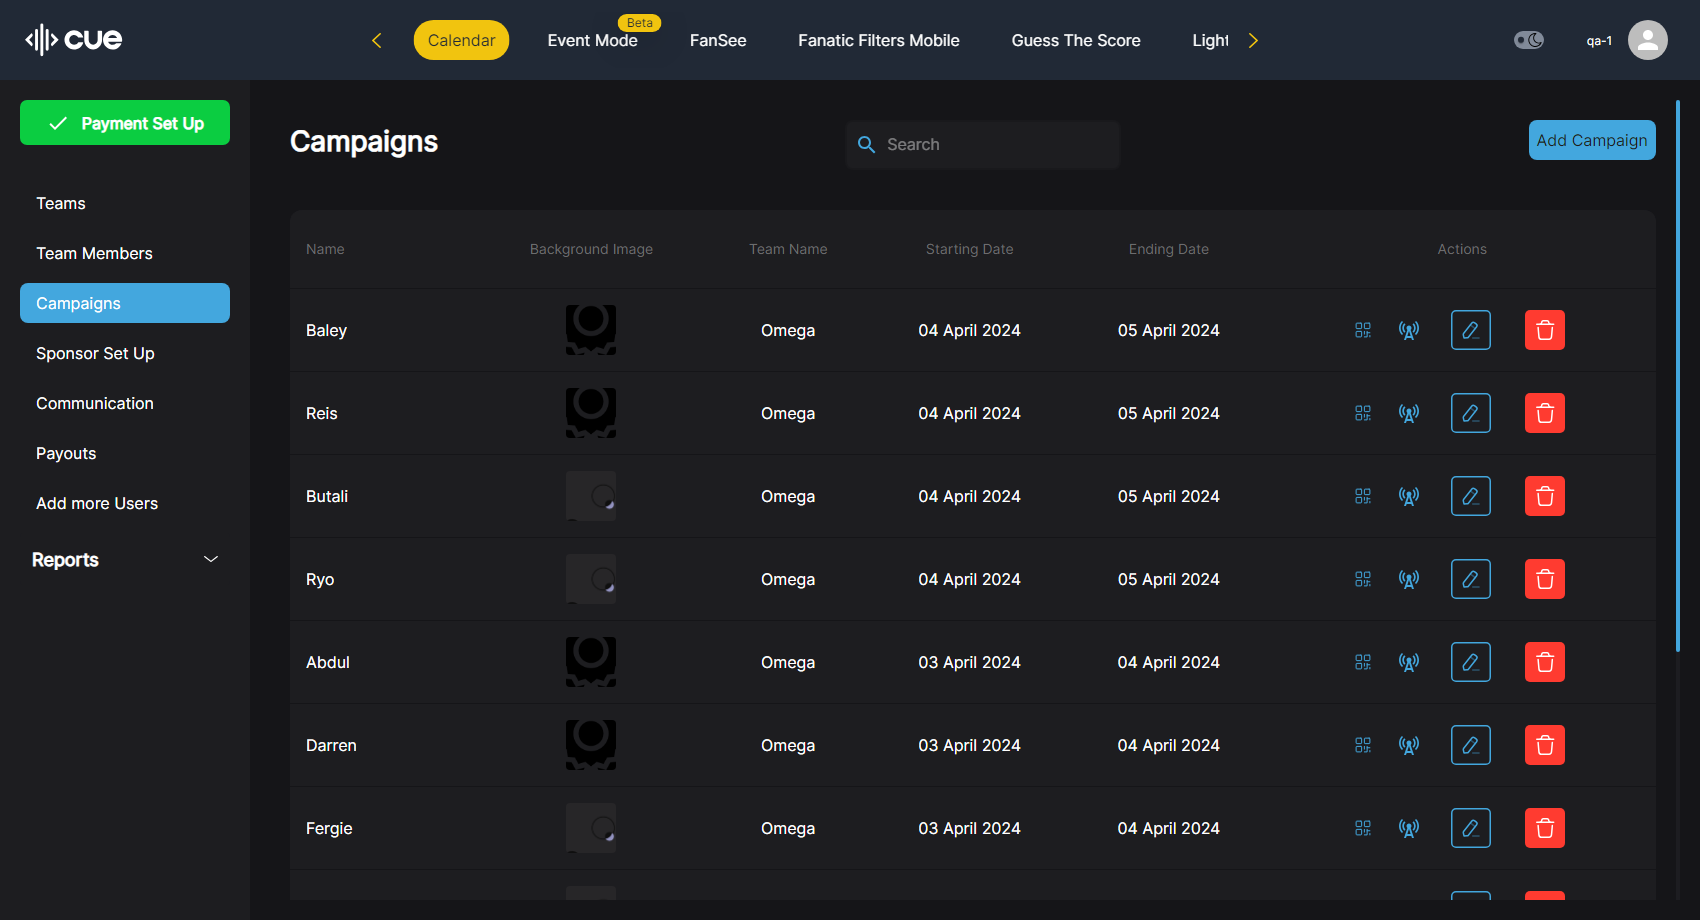 cue
Calendar
Event Mode
Beta
FanSee
Fanatic Filters Mobile
Guess The Score
Light
qa-1
Payment Set Up
Teams
Team Members
Campaigns
Sponsor Set Up
Communication
Payouts
Add more Users
Reports
Campaigns
Search
Add Campaign
Name Background Image Team Name Starting Date Ending Date Actions
Baley Omega 04 April 2024 05 April 2024
Reis Omega 04 April 2024 05 April 2024
Butali Omega 04 April 2024 05 April 2024
Ryo Omega 04 April 2024 05 April 2024
Abdul Omega 03 April 2024 04 April 2024
Darren Omega 03 April 2024 04 April 2024
Fergie Omega 03 April 2024 04 April 2024